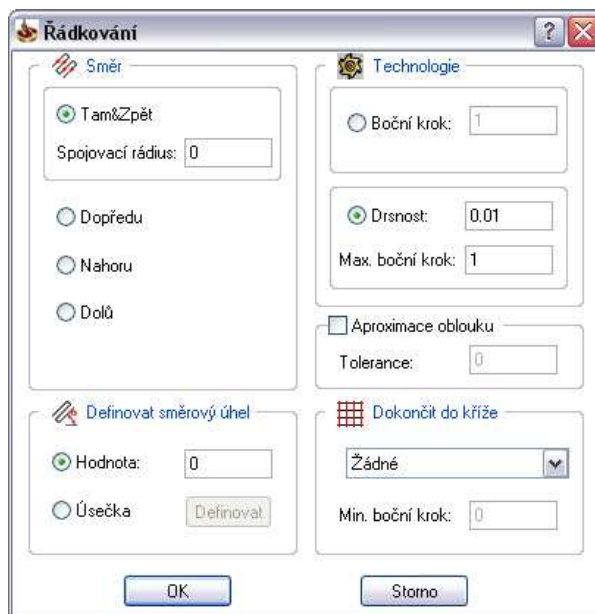 Řádkování
Směr
Tam&Zpět
Spojovací rádius: 0
Dopředu
Nahoru
Dolů
Technologie
Boční krok: 1
Drsnost: 0.01
Max. boční krok: 1
Aproximace oblouku
Tolerance: 0
Definovat směrový úhel
Hodnota: 0
Úsečka Definovat
Dokončit do kříže
Žádné
Min. boční krok: 0
OK Storno